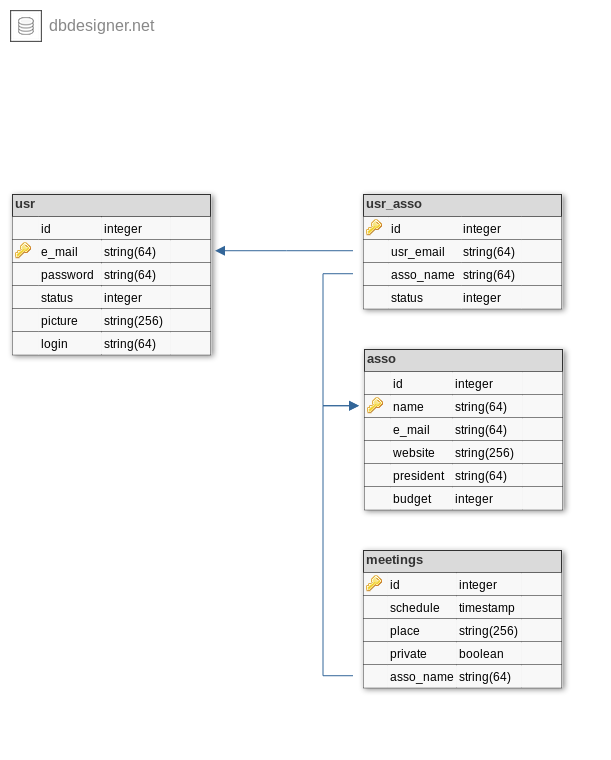 dbdesigner.net
usr
id integer
e_mail string(64)
password string(64)
status integer
picture string(256)
login string(64)
usr_asso
id integer
usr_email string(64)
asso_name string(64)
status integer
asso
id integer
name string(64)
e_mail string(64)
website string(256)
president string(64)
budget integer
meetings
id integer
schedule timestamp
place string(256)
private boolean
asso_name string(64)